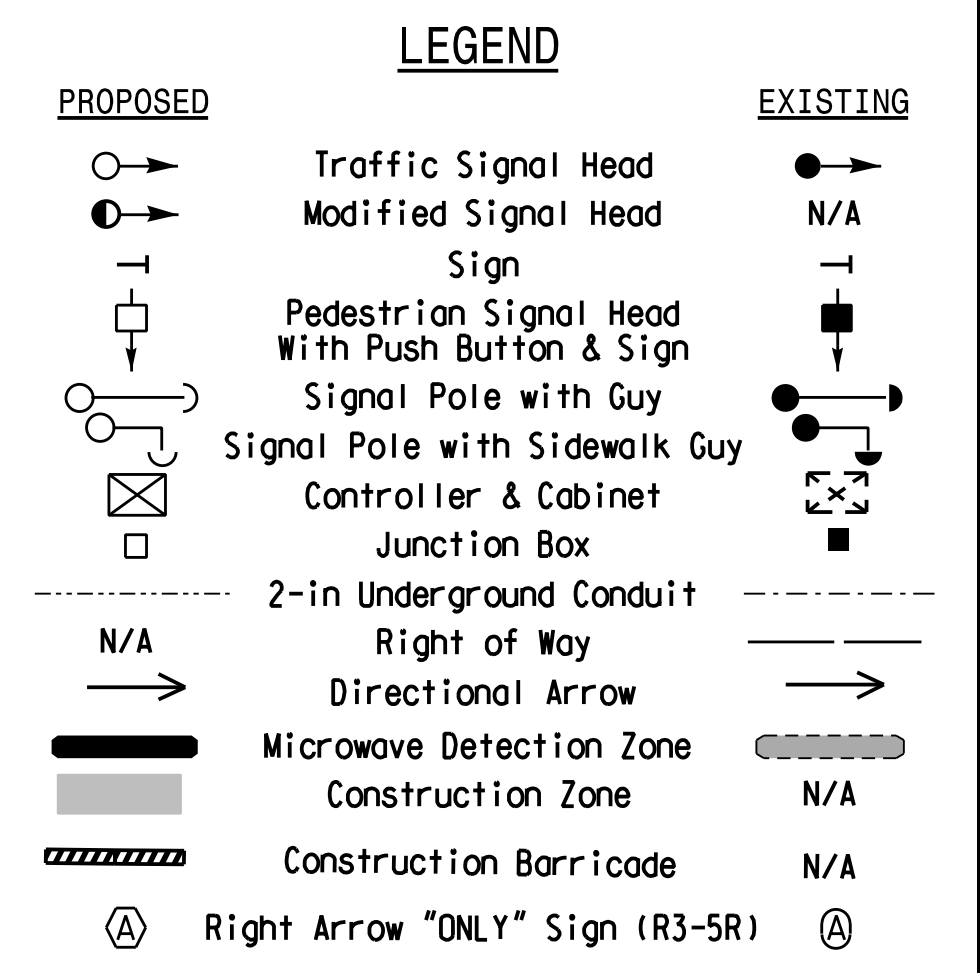 LEGEND
PROPOSED EXISTING
Traffic Signal Head
Modified Signal Head N/A
Sign
Pedestrian Signal Head
With Push Button & Sign
Signal Pole with Guy
Signal Pole with Sidewalk Guy
Controller & Cabinet
Junction Box
2-in Underground Conduit
N/A Right of Way
Directional Arrow
Microwave Detection Zone
Construction Zone N/A
Construction Barricade N/A
A Right Arrow "ONLY" Sign (R3-5R) A